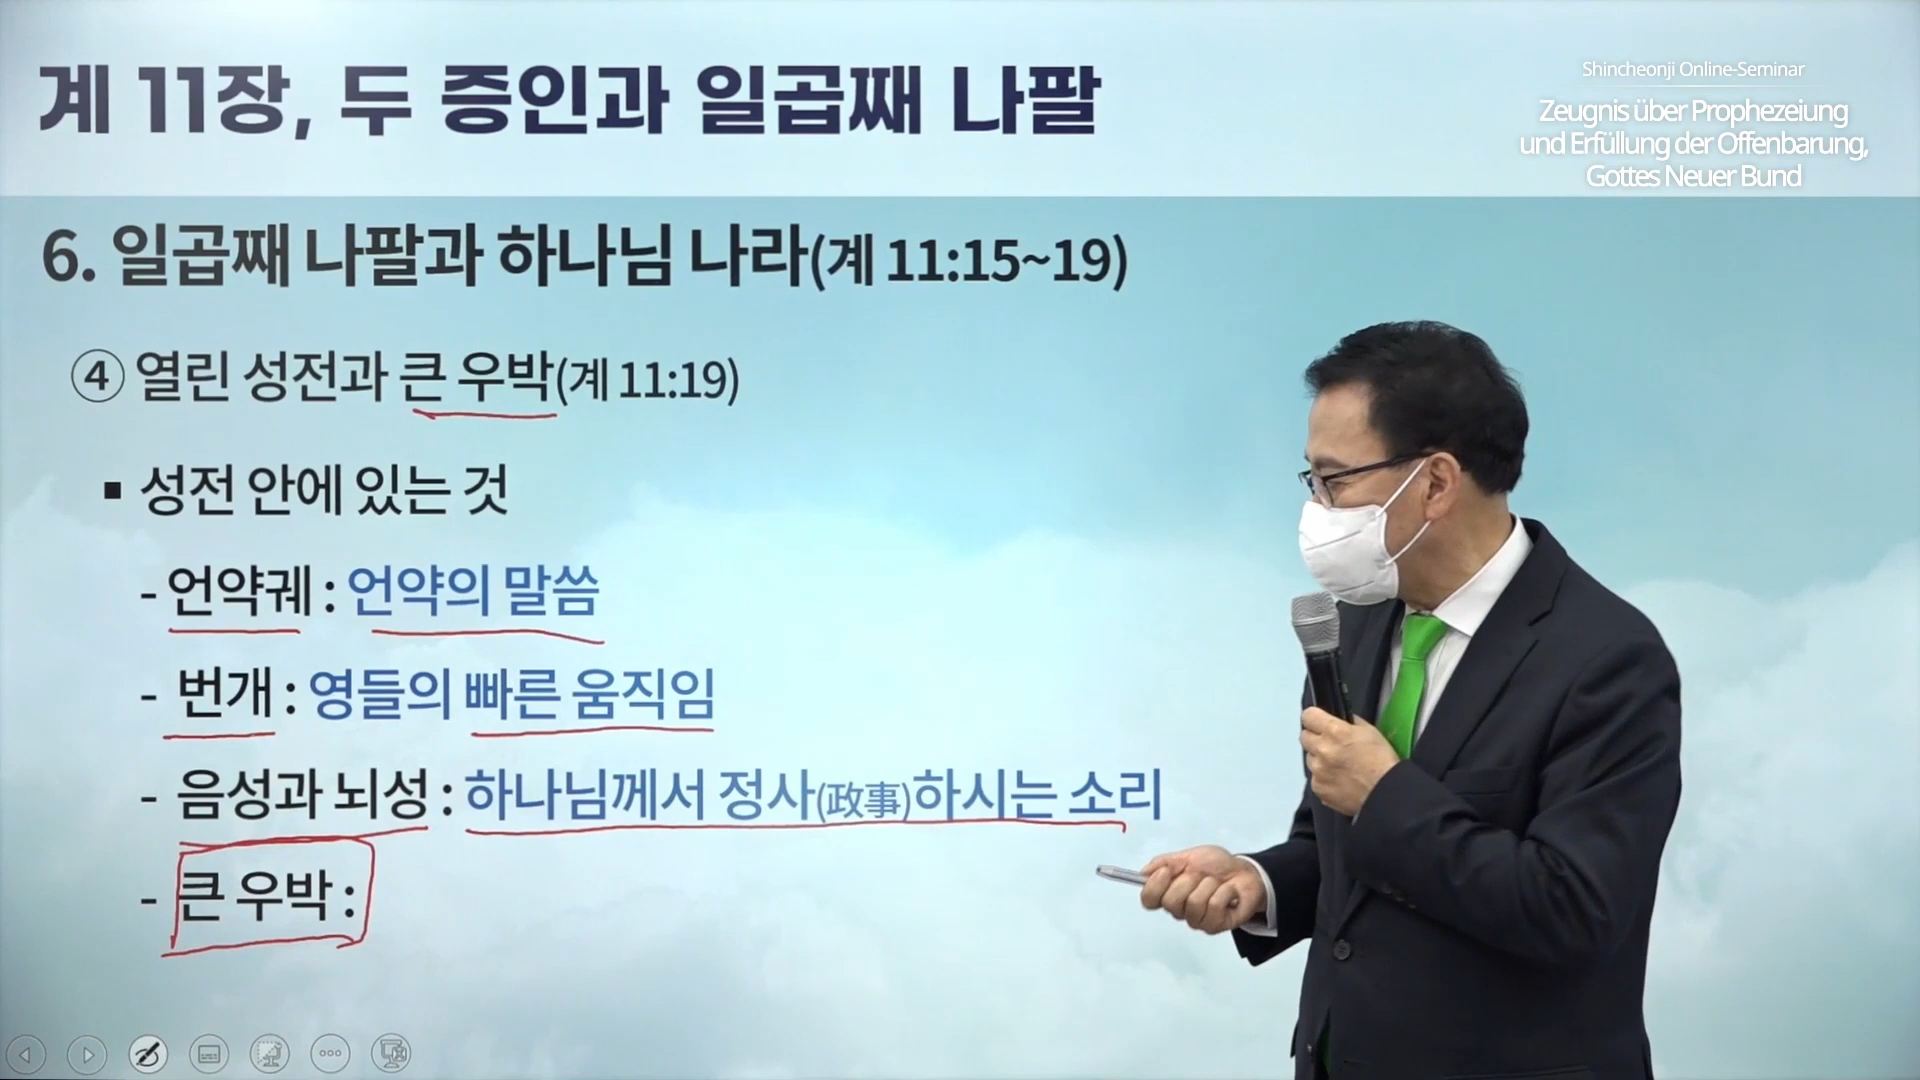 계 11장, 두 증인과 일곱째 나팔
Shincheonji Online-Seminar
Zeugnis über Prophezeiung
und Erfüllung der Offenbarung,
Gottes Neuer Bund
6. 일곱째 나팔과 하나님 나라(계 11:15~19)
④ 열린 성전과 큰 우박(계 11:19)
▪ 성전 안에 있는 것
- 언약궤 : 언약의 말씀
- 번개 : 영들의 빠른 움직임
- 음성과 뇌성 : 하나님께서 정사(政事)하시는 소리
- 큰 우박 :